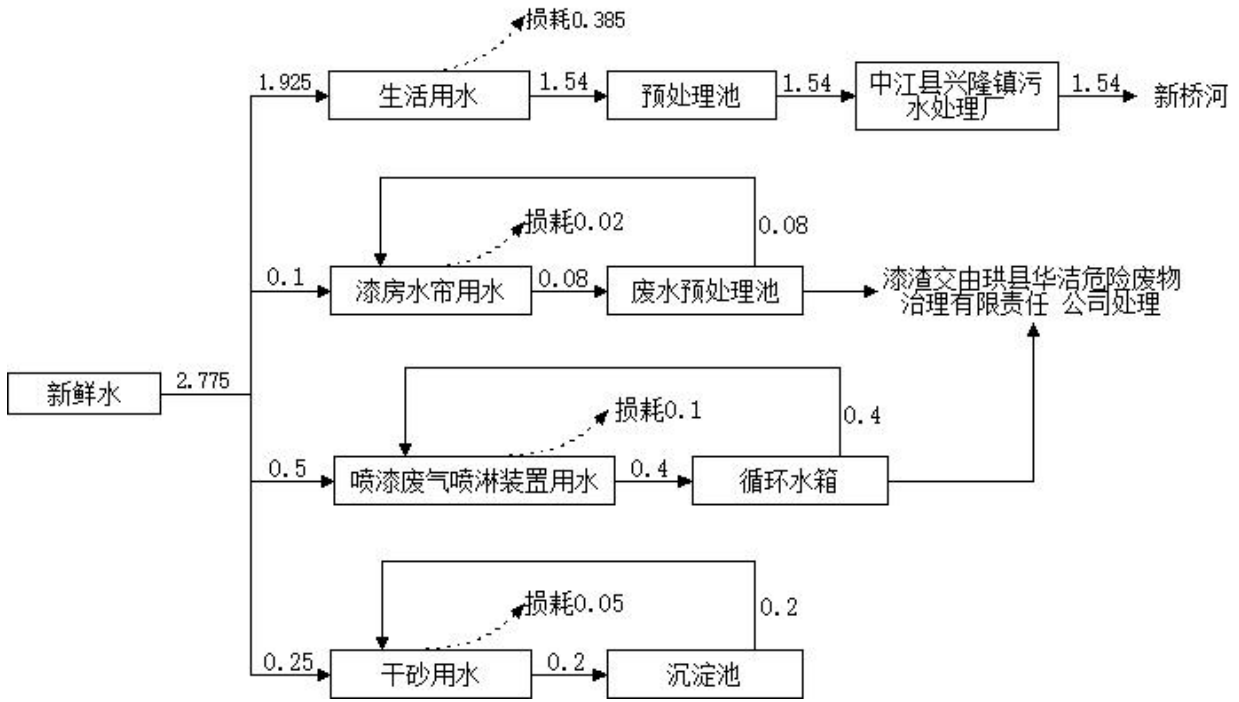 损耗0.385
1.925
生活用水
1.54
预处理池
1.54
中江县兴隆镇污
水处理厂
1.54
新桥河
损耗0.02
0.08
0.1
漆房水帘用水
0.08
废水预处理池
漆渣交由珙县华洁危险废物
治理有限责任 公司处理
新鲜水
2.775
损耗0.1
0.4
0.5
喷漆废气喷淋装置用水
0.4
循环水箱
损耗0.05
0.2
0.25
干砂用水
0.2
沉淀池